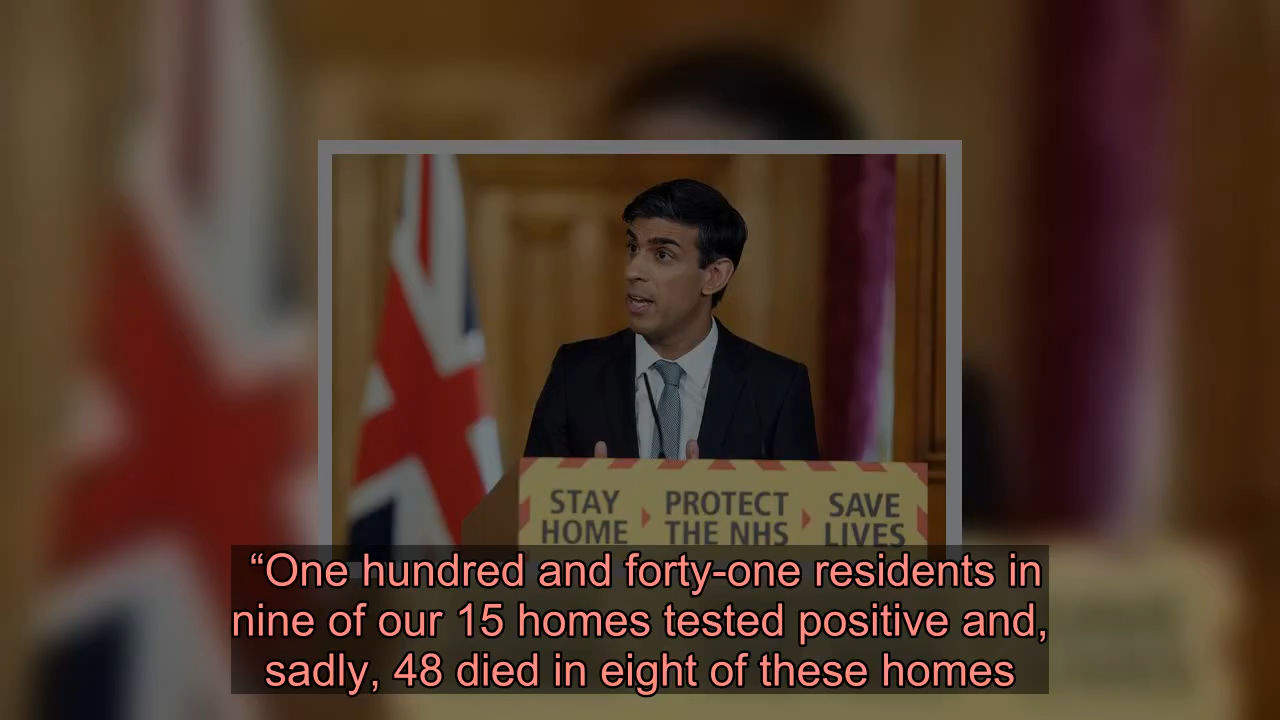 STAY PROTECT SAVE
HOME THE NHS LIVES
“One hundred and forty-one residents in
nine of our 15 homes tested positive and,
sadly, 48 died in eight of these homes